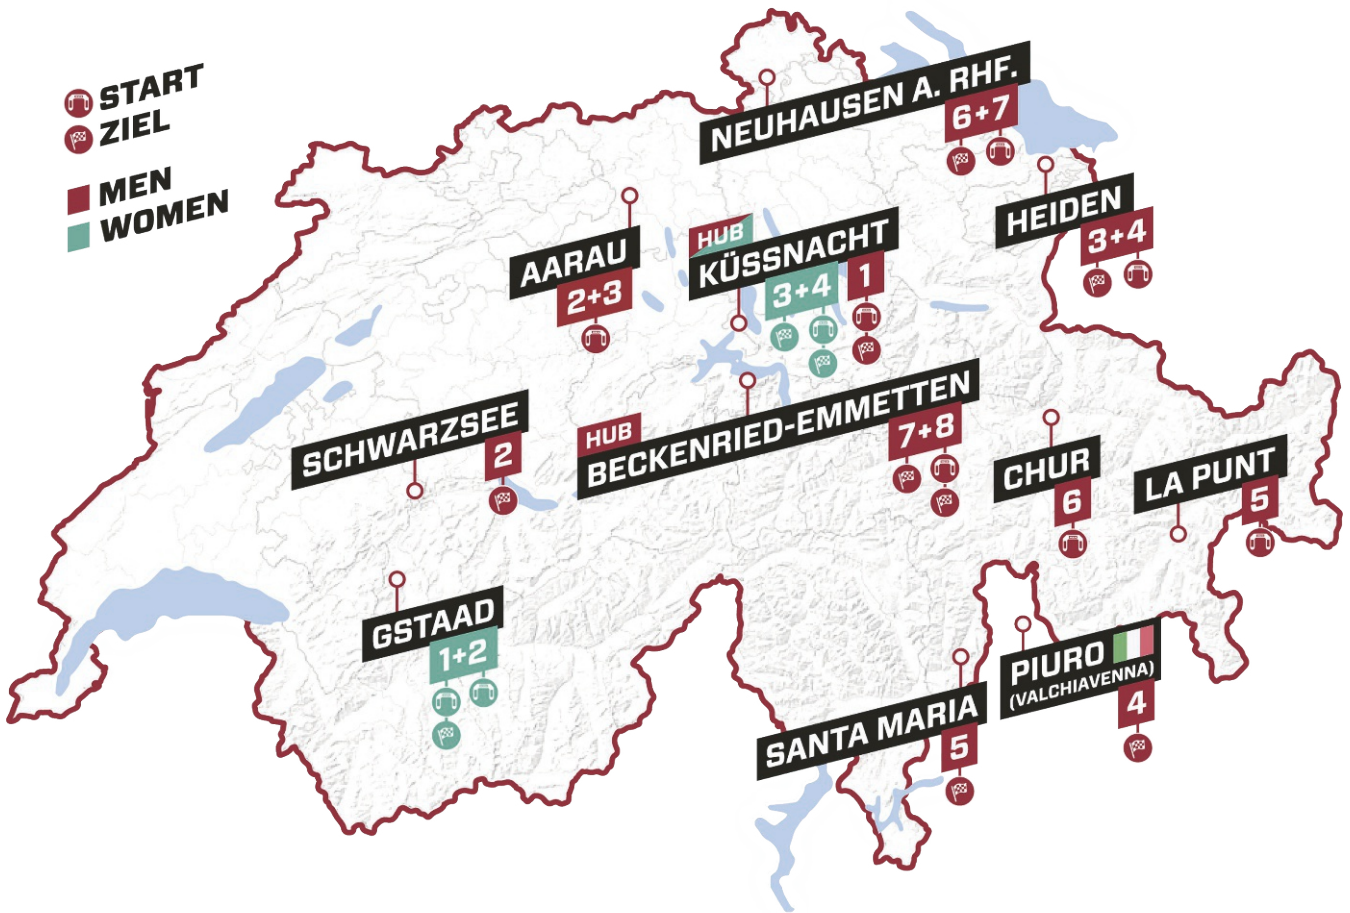 START
ZIEL
MEN
WOMEN
NEUHAUSEN A. RHF.
6+7
HEIDEN
3+4
AARAU
2+3
HUB
KÜSSNACHT
3+4
1
SCHWARZSEE
2
HUB
BECKENRIED-EMMETTEN
7+8
CHUR
6
LA PUNT
5
GSTAAD
1+2
PIURO
(VALCHIAVENNA)
4
SANTA MARIA
5